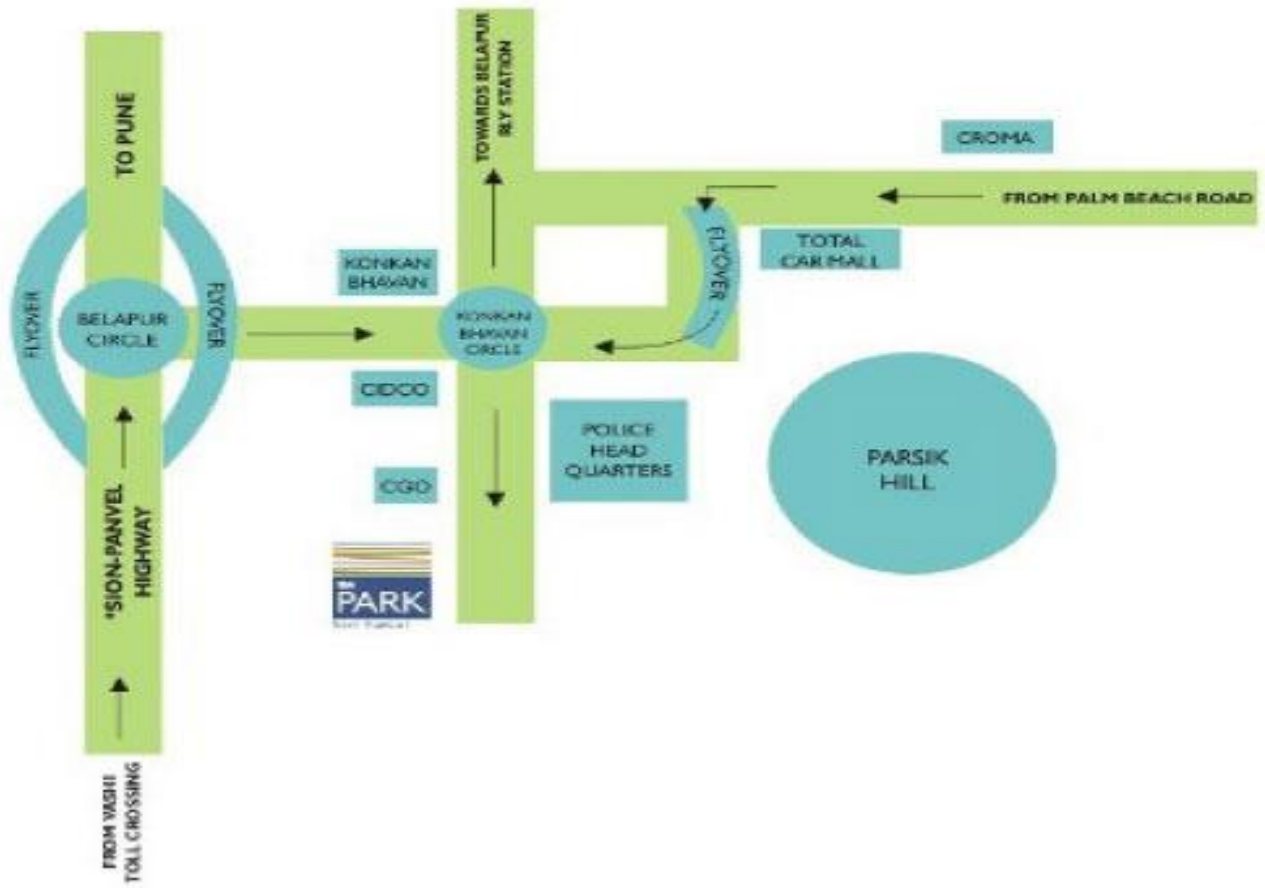 TO PUNE
TOWARDS BELAPUR
RLY STATION
CROMA
FROM PALM BEACH ROAD
FLYOVER
TOTAL
CAR MALL
KONKAN
BHAVAN
FLYOVER
BELAPUR
CIRCLE
FLYOVER
KONKAN
BHAVAN
CIRCLE
CIDCO
POLICE
HEAD
QUARTERS
PARSIK
HILL
CGO
*SION-PANVEL
HIGHWAY
THE
PARK
FROM VASHI
TOLL CROSSING